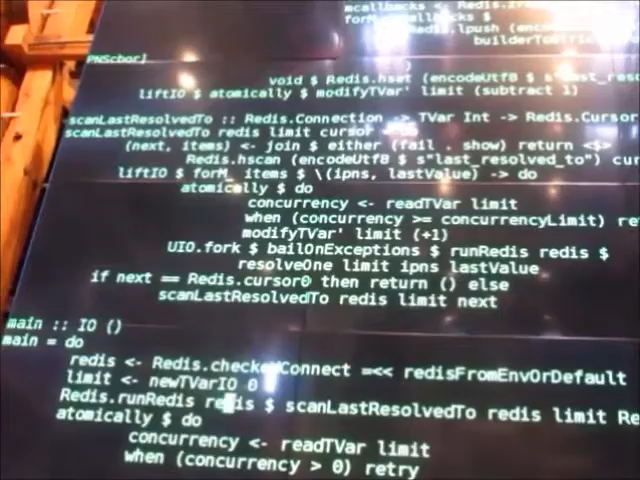 mcallbacks <- Redis.
forM_ callbacks $
Redis.lpush (enc
PNScbor]
)
void $ Redis.hset (encodeUtf8 $ s"last_res
liftIO $ atomically $ modifyTVar' limit (subtract 1)
scanLastResolvedTo :: Redis.Connection -> TVar Int -> Redis.Cursor
scanLastResolvedTo redis limit cursor = do
(next, items) <- join $ either (fail . show) return <$>
Redis.hscan (encodeUtf8 $ s"last_resolved_to") cu
liftIO $ forM_ items $ \(ipns, lastValue) -> do
atomically $ do
concurrency <- readTVar limit
when (concurrency >= concurrencyLimit) re
modifyTVar' limit (+1)
UIO.fork $ bailOnExceptions $ runRedis redis $
resolveOne limit ipns lastValue
if next == Redis.cursor0 then return () else
scanLastResolvedTo redis limit next
main :: IO ()
main = do
redis <- Redis.checkedConnect =<< redisFromEnvOrDefault
limit <- newTVarIO 0
Redis.runRedis redis $ scanLastResolvedTo redis limit Re
atomically $ do
concurrency <- readTVar limit
when (concurrency > 0) retry